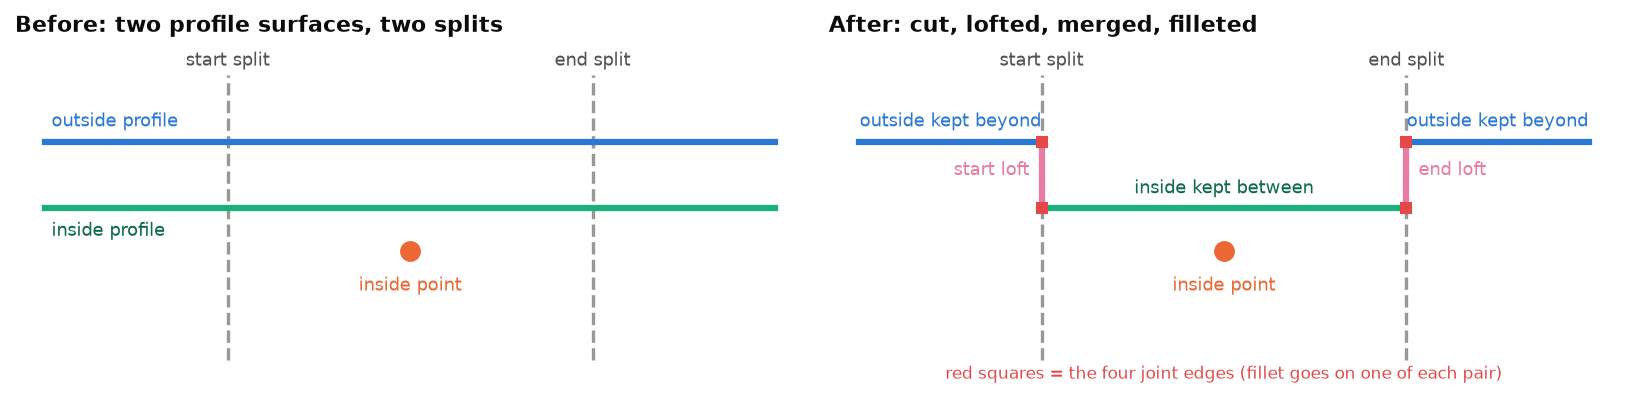 Before: two profile surfaces, two splits
start split
end split
outside profile
inside profile
inside point
After: cut, lofted, merged, filleted
start split
end split
outside kept beyond
outside kept beyond
start loft
end loft
inside kept between
inside point
red squares = the four joint edges (fillet goes on one of each pair)